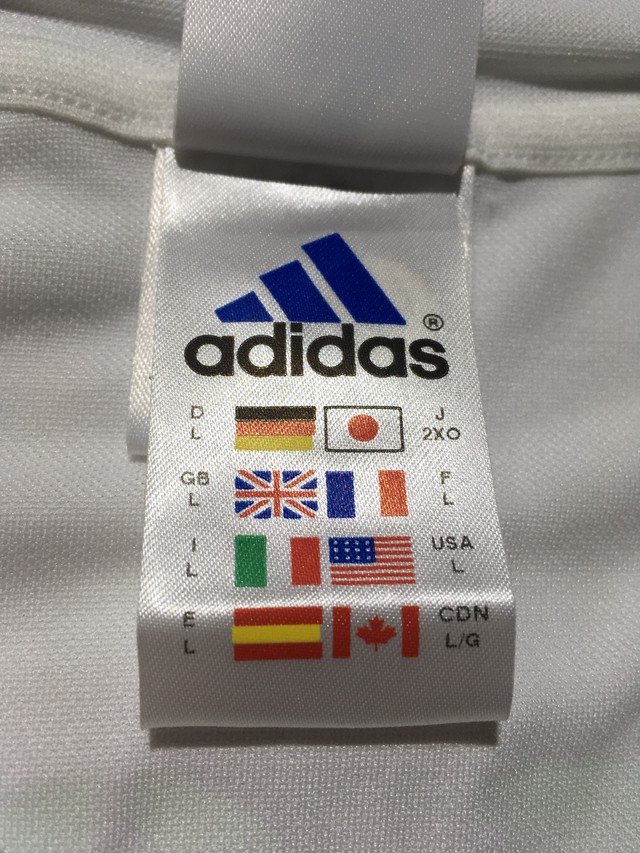 adidas®
D J
L 2XO
GB F
L L
I USA
L L
E CDN
L L/G